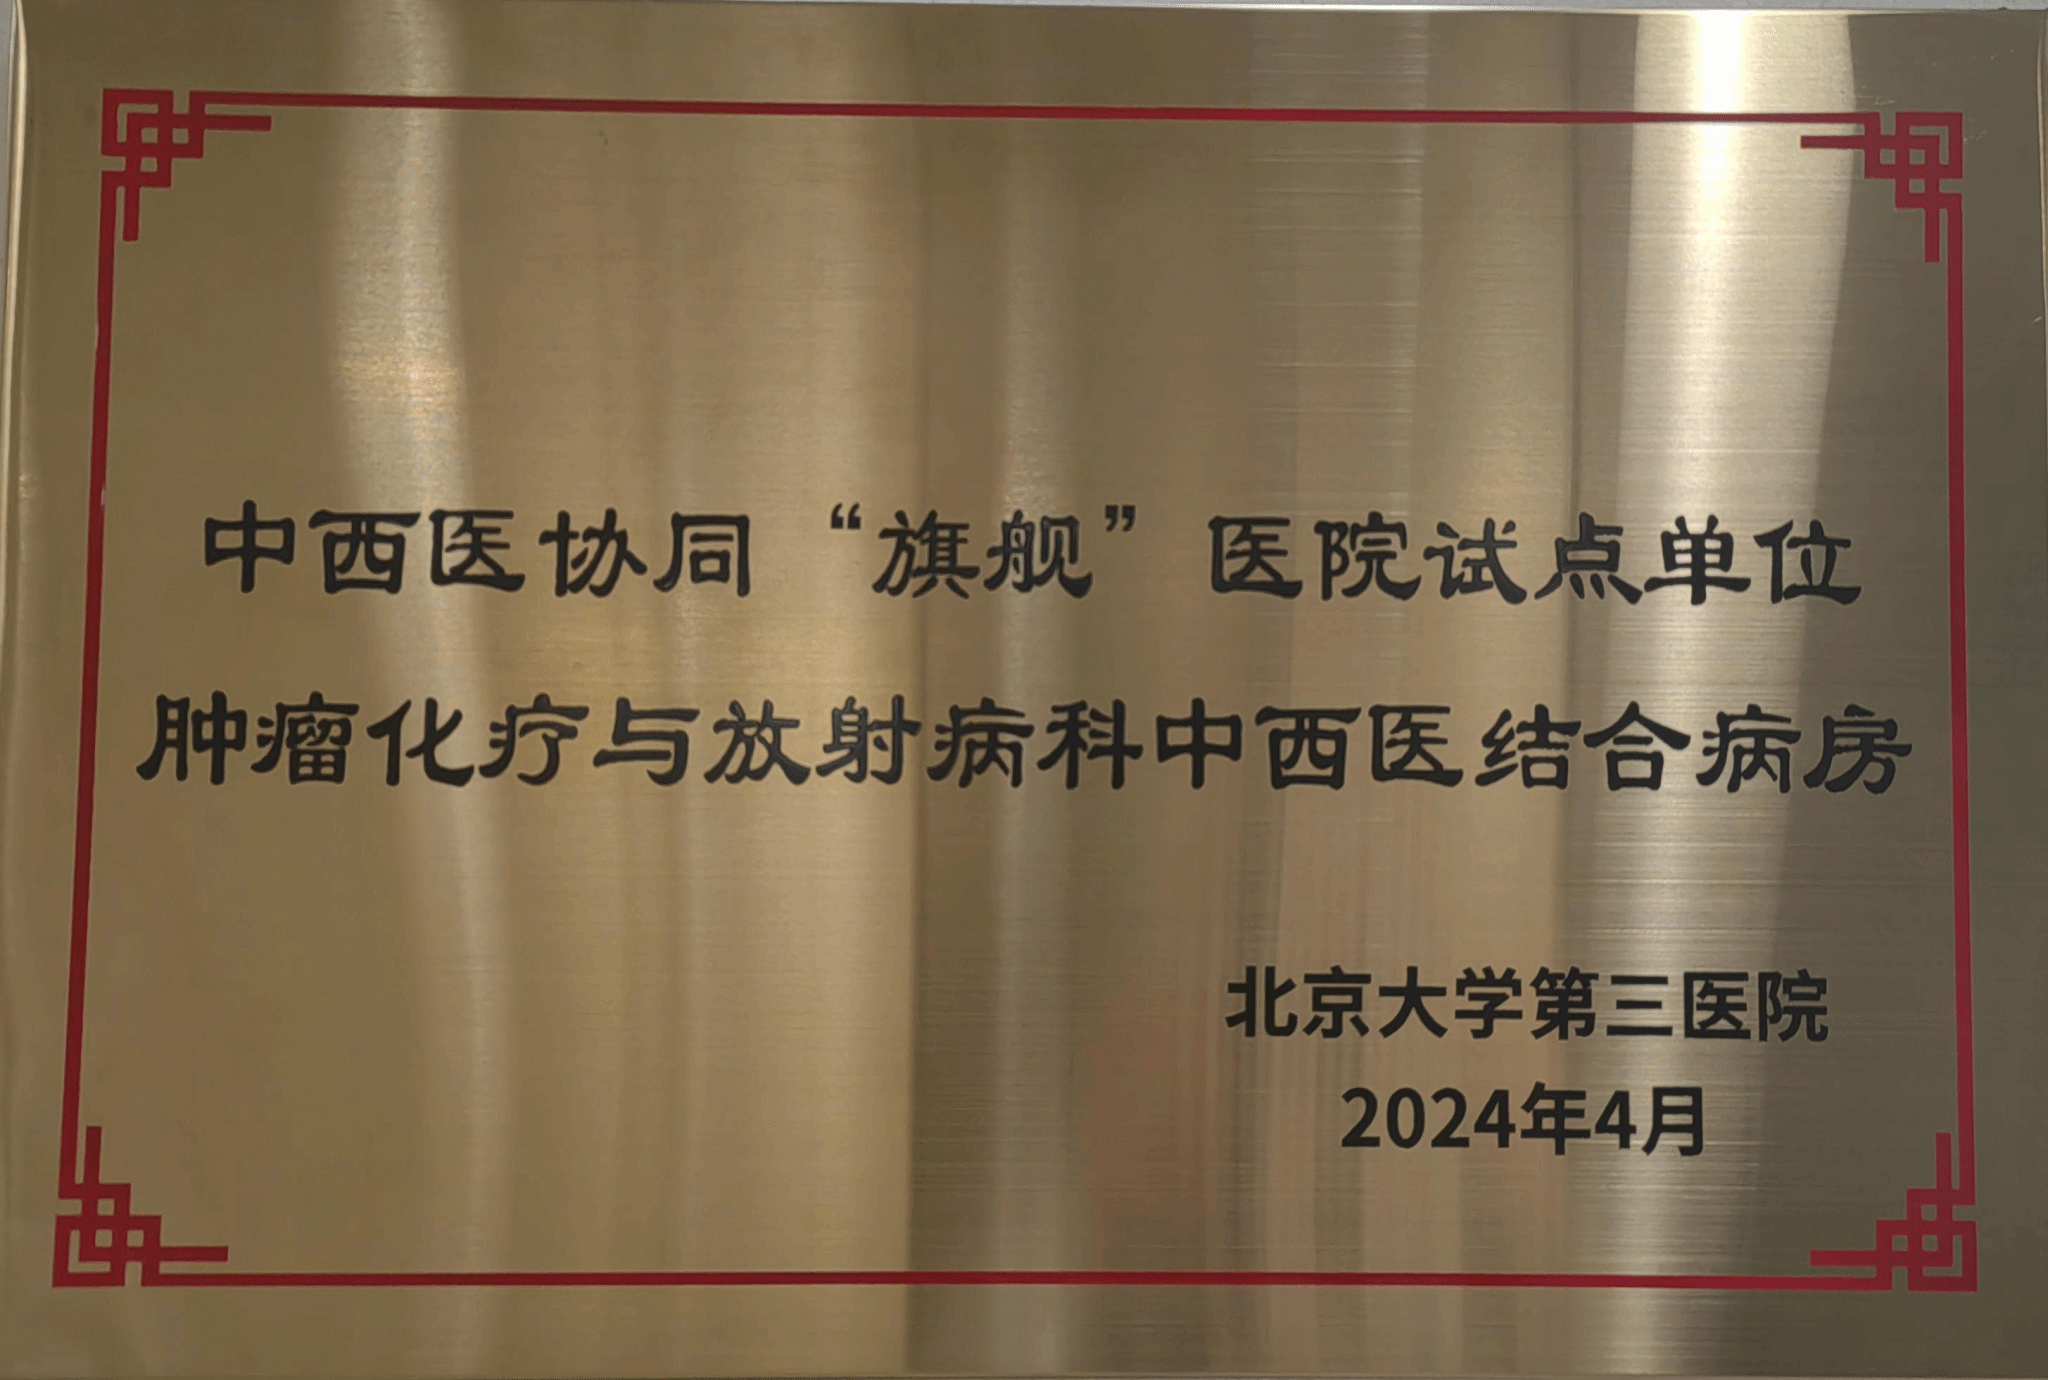 中西医协同“旗舰”医院试点单位
肿瘤化疗与放射病科中西医结合病房
北京大学第三医院
2024年4月